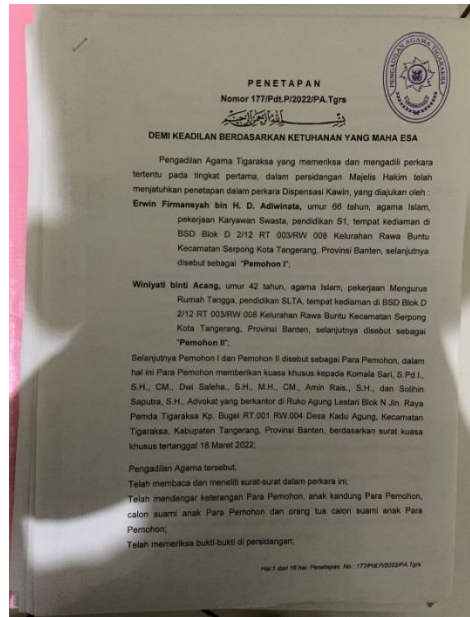 PENGADILAN AGAMA TIGARAKSA
PENETAPAN
Nomor 177/Pdt.P/2022/PA.Tgrs
بسم الله الرحمن الرحيم
DEMI KEADILAN BERDASARKAN KETUHANAN YANG MAHA ESA
Pengadilan Agama Tigaraksa yang memeriksa dan mengadili perkara
tertentu pada tingkat pertama, dalam persidangan Majelis Hakim telah
menjatuhkan penetapan dalam perkara Dispensasi Kawin, yang diajukan oleh :
Erwin Firmansyah bin H. D. Adiwinata, umur 66 tahun, agama Islam,
pekerjaan Karyawan Swasta, pendidikan S1, tempat kediaman di
BSD Blok D 2/12 RT 003/RW 008 Kelurahan Rawa Buntu
Kecamatan Serpong Kota Tangerang, Provinsi Banten, selanjutnya
disebut sebagai "Pemohon I";
Winiyati binti Acang, umur 42 tahun, agama Islam, pekerjaan Mengurus
Rumah Tangga, pendidikan SLTA, tempat kediaman di BSD Blok D
2/12 RT 003/RW 008 Kelurahan Rawa Buntu Kecamatan Serpong
Kota Tangerang, Provinsi Banten, selanjutnya disebut sebagai
"Pemohon II";
Selanjutnya Pemohon I dan Pemohon II disebut sebagai Para Pemohon, dalam
hal ini Para Pemohon memberikan kuasa khusus kepada Komala Sari, S.Pd.I.,
S.H., CM., Dwi Saleha., S.H., M.H., CM., Amin Rais., S.H., dan Solihin
Saputra, S.H., Advokat yang berkantor di Ruko Agung Lestari Blok N Jln. Raya
Pemda Tigaraksa Kp. Bugel RT.001 RW.004 Desa Kadu Agung, Kecamatan
Tigaraksa, Kabupaten Tangerang, Provinsi Banten, berdasarkan surat kuasa
khusus tertanggal 18 Maret 2022;
Pengadilan Agama tersebut;
Telah membaca dan meneliti surat-surat dalam perkara ini;
Telah mendengar keterangan Para Pemohon, anak kandung Para Pemohon,
calon suami anak Para Pemohon dan orang tua calon suami anak Para
Pemohon;
Telah memeriksa bukti-bukti di persidangan;
Hal.1 dari 16 hal. Penetapan. No : 177/Pdt.P/2022/PA.Tgrs